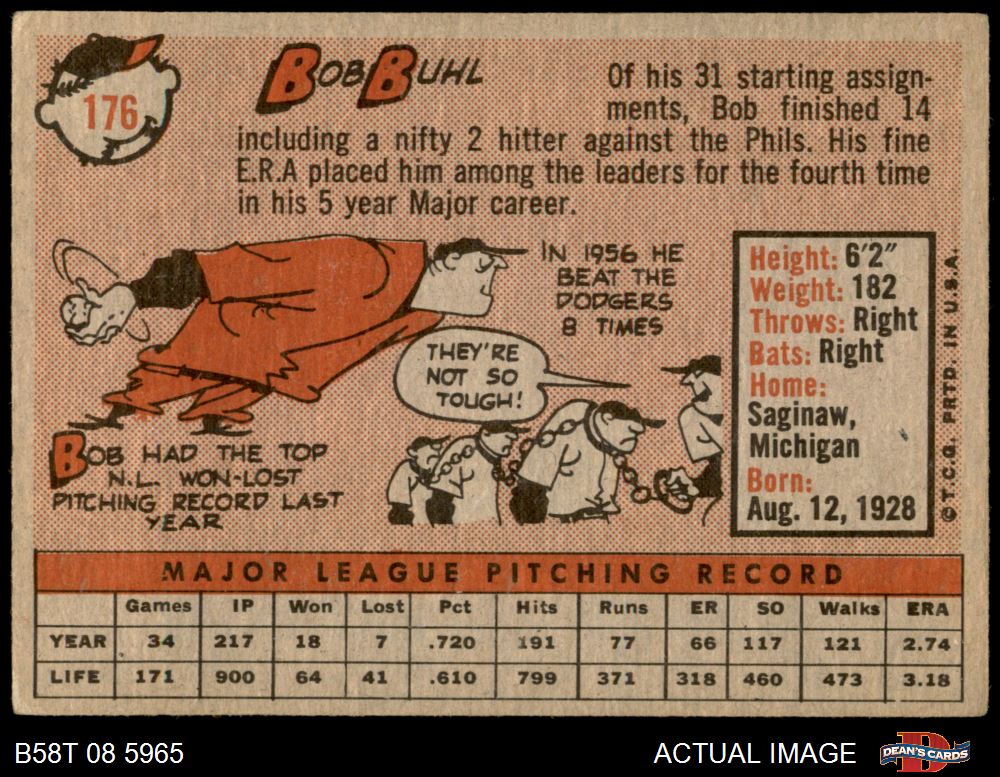 176
BOB BUHL
Of his 31 starting assign-
ments, Bob finished 14
including a nifty 2 hitter against the Phils. His fine
E.R.A placed him among the leaders for the fourth time
in his 5 year Major career.
IN 1956 HE
BEAT THE
DODGERS
8 TIMES
THEY'RE
NOT SO
TOUGH!
BOB HAD THE TOP
N.L. WON-LOST
PITCHING RECORD LAST
YEAR
Height: 6'2"
Weight: 182
Throws: Right
Bats: Right
Home:
Saginaw,
Michigan
Born:
Aug. 12, 1928
©T.C.G. PRTD. IN U.S.A.
MAJOR LEAGUE PITCHING RECORD
Games IP Won Lost Pct Hits Runs ER SO Walks ERA
YEAR 34 217 18 7 .720 191 77 66 117 121 2.74
LIFE 171 900 64 41 .610 799 371 318 460 473 3.18
B58T 08 5965
ACTUAL IMAGE
DEAN'S CARDS